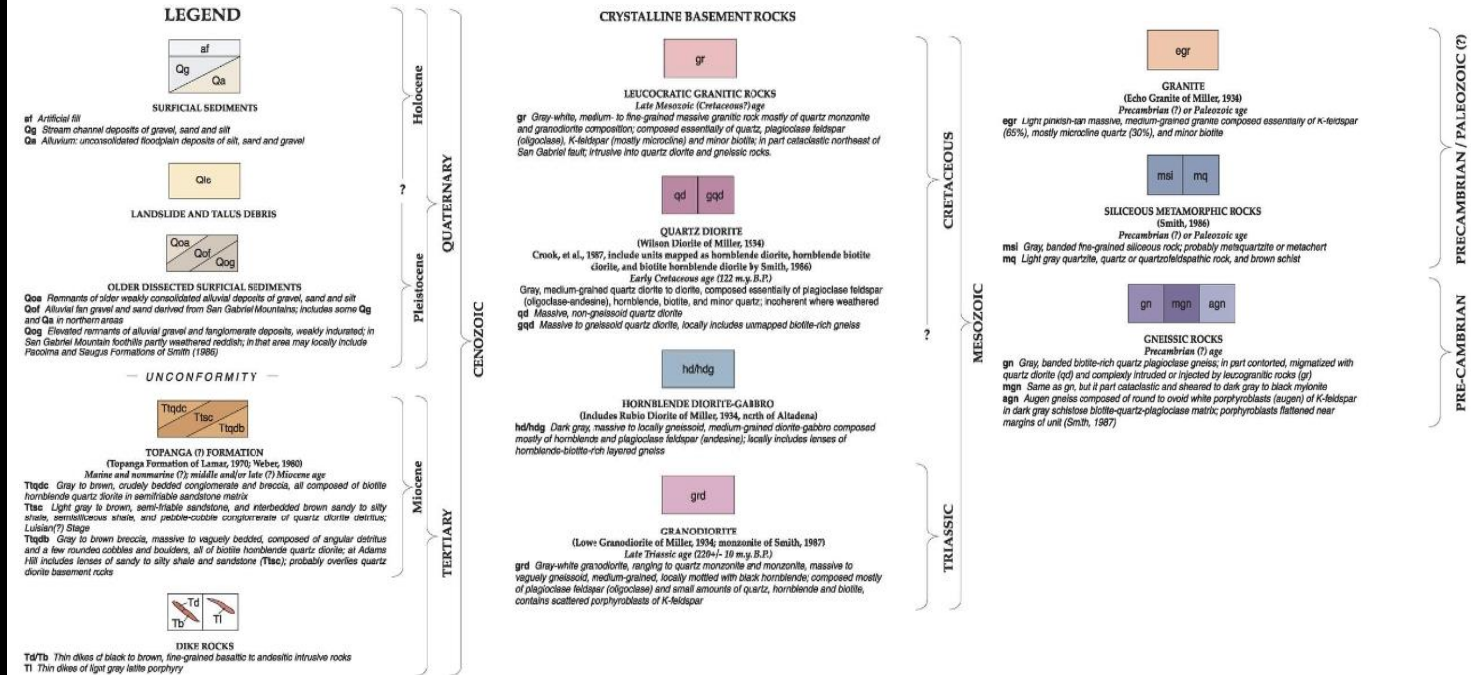 LEGEND
af
Qg
Qa
SURFICIAL SEDIMENTS
af Artificial fill
Qg Stream channel deposits of gravel, sand and silt
Qa Alluvium: unconsolidated floodplain deposits of silt, sand and gravel
Qls
LANDSLIDE AND TALUS DEBRIS
Qoa
Qof
Qog
OLDER DISSECTED SURFICIAL SEDIMENTS
Qoa Remnants of older weakly consolidated alluvial deposits of gravel, sand and silt
Qof Alluvial fan gravel and sand derived from San Gabriel Mountains; includes some Qg
and Qa in northern areas
Qog Elevated remnants of alluvial gravel and fanglomerate deposits, weakly indurated; in
San Gabriel Mountain foothills partly weathered reddish; in that area may locally include
Pacoima and Saugus Formations of Smith (1986)
— UNCONFORMITY —
Ttqdc
Ttsc
Ttqdb
TOPANGA (?) FORMATION
(Topanga Formation of Lamar, 1970; Weber, 1980)
Marine and nonmarine (?); middle and/or late (?) Miocene age
Ttqdc Gray to brown, crudely bedded conglomerate and breccia, all composed of biotite
hornblende quartz diorite in semifriable sandstone matrix
Ttsc Light gray to brown, semi-friable sandstone, and interbedded brown sandy to silty
shale, semisiliceous shale, and pebble-cobble conglomerate of quartz diorite detritus;
Luisian(?) Stage
Ttqdb Gray to brown breccia, massive to vaguely bedded, composed of angular detritus
and a few rounded cobbles and boulders, all of biotite hornblende quartz diorite; at Adams
Hill includes lenses of sandy to silty shale and sandstone (Ttsc); probably overlies quartz
diorite basement rocks
Td
Tb
Tl
DIKE ROCKS
Td/Tb Thin dikes of black to brown, fine-grained basaltic to andesitic intrusive rocks
Tl Thin dikes of light gray latite porphyry
Holocene
?
Pleistocene
Miocene
QUATERNARY
TERTIARY
CENOZOIC
CRYSTALLINE BASEMENT ROCKS
gr
LEUCOCRATIC GRANITIC ROCKS
Late Mesozoic (Cretaceous?) age
gr Gray-white, medium- to fine-grained massive granitic rock mostly of quartz monzonite
and granodiorite composition; composed essentially of quartz, plagioclase feldspar
(oligoclase), K-feldspar (mostly microcline) and minor biotite; in part cataclastic northeast of
San Gabriel fault; intrusive into quartz diorite and gneissic rocks.
qd
gqd
QUARTZ DIORITE
(Wilson Diorite of Miller, 1934)
Crook, et al., 1987, include units mapped as hornblende diorite, hornblende biotite
diorite, and biotite hornblende diorite by Smith, 1986)
Early Cretaceous age (122 m.y.B.P.)
Gray, medium-grained quartz diorite to diorite, composed essentially of plagioclase feldspar
(oligoclase-andesine), hornblende, biotite, and minor quartz; incoherent where weathered
qd Massive, non-gneissoid quartz diorite
gqd Massive to gneissoid quartz diorite, locally includes unmapped biotite-rich gneiss
hd/hdg
HORNBLENDE DIORITE-GABBRO
(Includes Rubio Diorite of Miller, 1934, north of Altadena)
hd/hdg Dark gray, massive to locally gneissoid, medium-grained diorite-gabbro composed
mostly of hornblende and plagioclase feldspar (andesine); locally includes lenses of
hornblende-biotite-rich layered gneiss
grd
GRANODIORITE
(Lowe Granodiorite of Miller, 1934; monzonite of Smith, 1987)
Late Triassic age (220+/- 10 m.y.B.P.)
grd Gray-white granodiorite, ranging to quartz monzonite and monzonite, massive to
vaguely gneissoid, medium-grained, locally mottled with black hornblende; composed mostly
of plagioclase feldspar (oligoclase) and small amounts of quartz, hornblende and biotite,
contains scattered porphyroblasts of K-feldspar
CRETACEOUS
?
TRIASSIC
MESOZOIC
egr
GRANITE
(Echo Granite of Miller, 1934)
Precambrian (?) or Paleozoic age
egr Light pinkish-tan massive, medium-grained granite composed essentially of K-feldspar
(65%), mostly microcline quartz (30%), and minor biotite
msi
mq
SILICEOUS METAMORPHIC ROCKS
(Smith, 1986)
Precambrian (?) or Paleozoic age
msi Gray, banded fine-grained siliceous rock; probably metaquartzite or metachert
mq Light gray quartzite, quartz or quartzofeldspathic rock, and brown schist
gn
mgn
agn
GNEISSIC ROCKS
Precambrian (?) age
gn Gray, banded biotite-rich quartz plagioclase gneiss; in part contorted, migmatized with
quartz diorite (qd) and complexly intruded or injected by leucogranitic rocks (gr)
mgn Same as gn, but it part cataclastic and sheared to dark gray to black mylonite
agn Augen gneiss composed of round to ovoid white porphyroblasts (augen) of K-feldspar
in dark gray schistose biotite-quartz-plagioclase matrix; porphyroblasts flattened near
margins of unit (Smith, 1987)
PRECAMBRIAN / PALEOZOIC (?)
PRE-CAMBRIAN